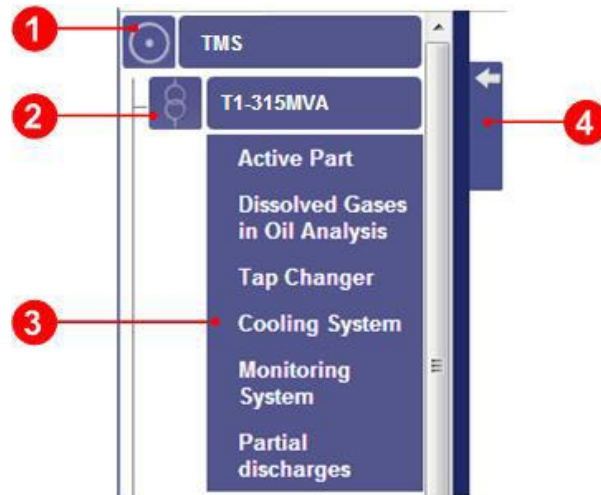 1
TMS
2
T1-315MVA
4
Active Part
Dissolved Gases
in Oil Analysis
Tap Changer
3
Cooling System
Monitoring
System
Partial
discharges